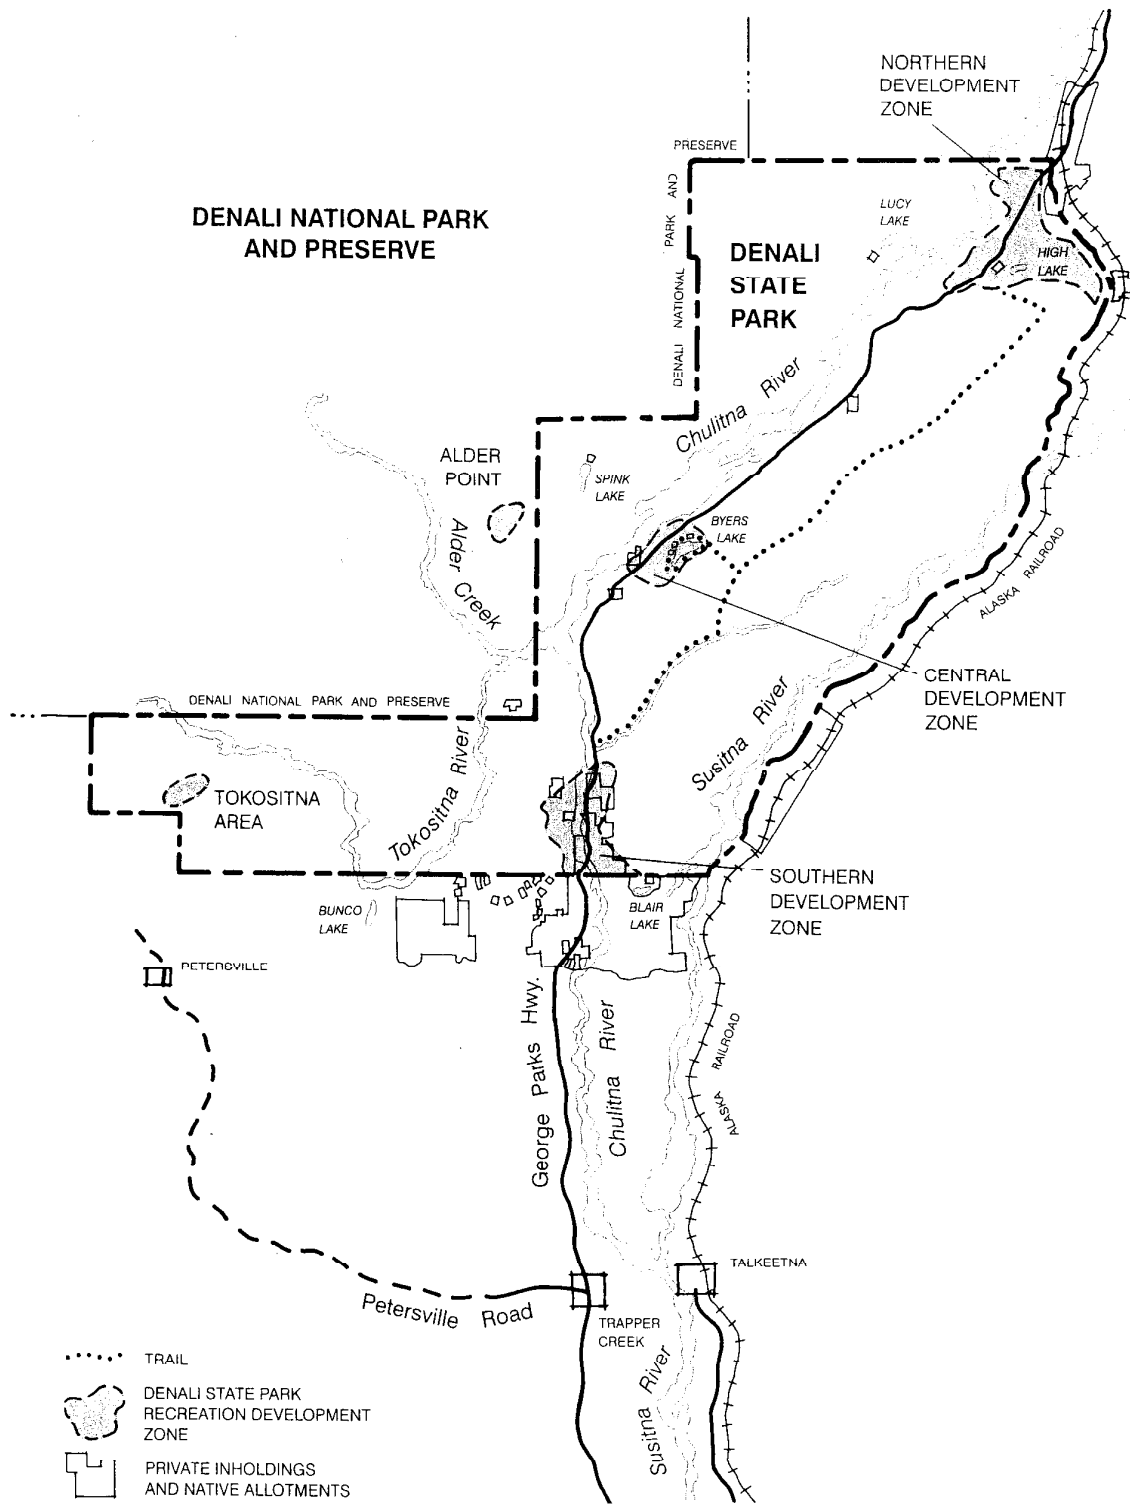 NORTHERN
DEVELOPMENT
ZONE
PRESERVE
PARK AND
DENALI NATIONAL
DENALI NATIONAL PARK
AND PRESERVE
LUCY
LAKE
DENALI
STATE
PARK
HIGH
LAKE
Chulitna River
ALDER
POINT
SPINK
LAKE
BYERS
LAKE
Alder Creek
ALASKA RAILROAD
CENTRAL
DEVELOPMENT
ZONE
DENALI NATIONAL PARK AND PRESERVE
Susitna River
Tokositna River
TOKOSITNA
AREA
SOUTHERN
DEVELOPMENT
ZONE
BUNCO
LAKE
BLAIR
LAKE
PETERSVILLE
George Parks Hwy.
Chulitna River
ALASKA RAILROAD
TALKEETNA
Petersville Road
TRAPPER
CREEK
Susitna River
TRAIL
DENALI STATE PARK
RECREATION DEVELOPMENT
ZONE
PRIVATE INHOLDINGS
AND NATIVE ALLOTMENTS